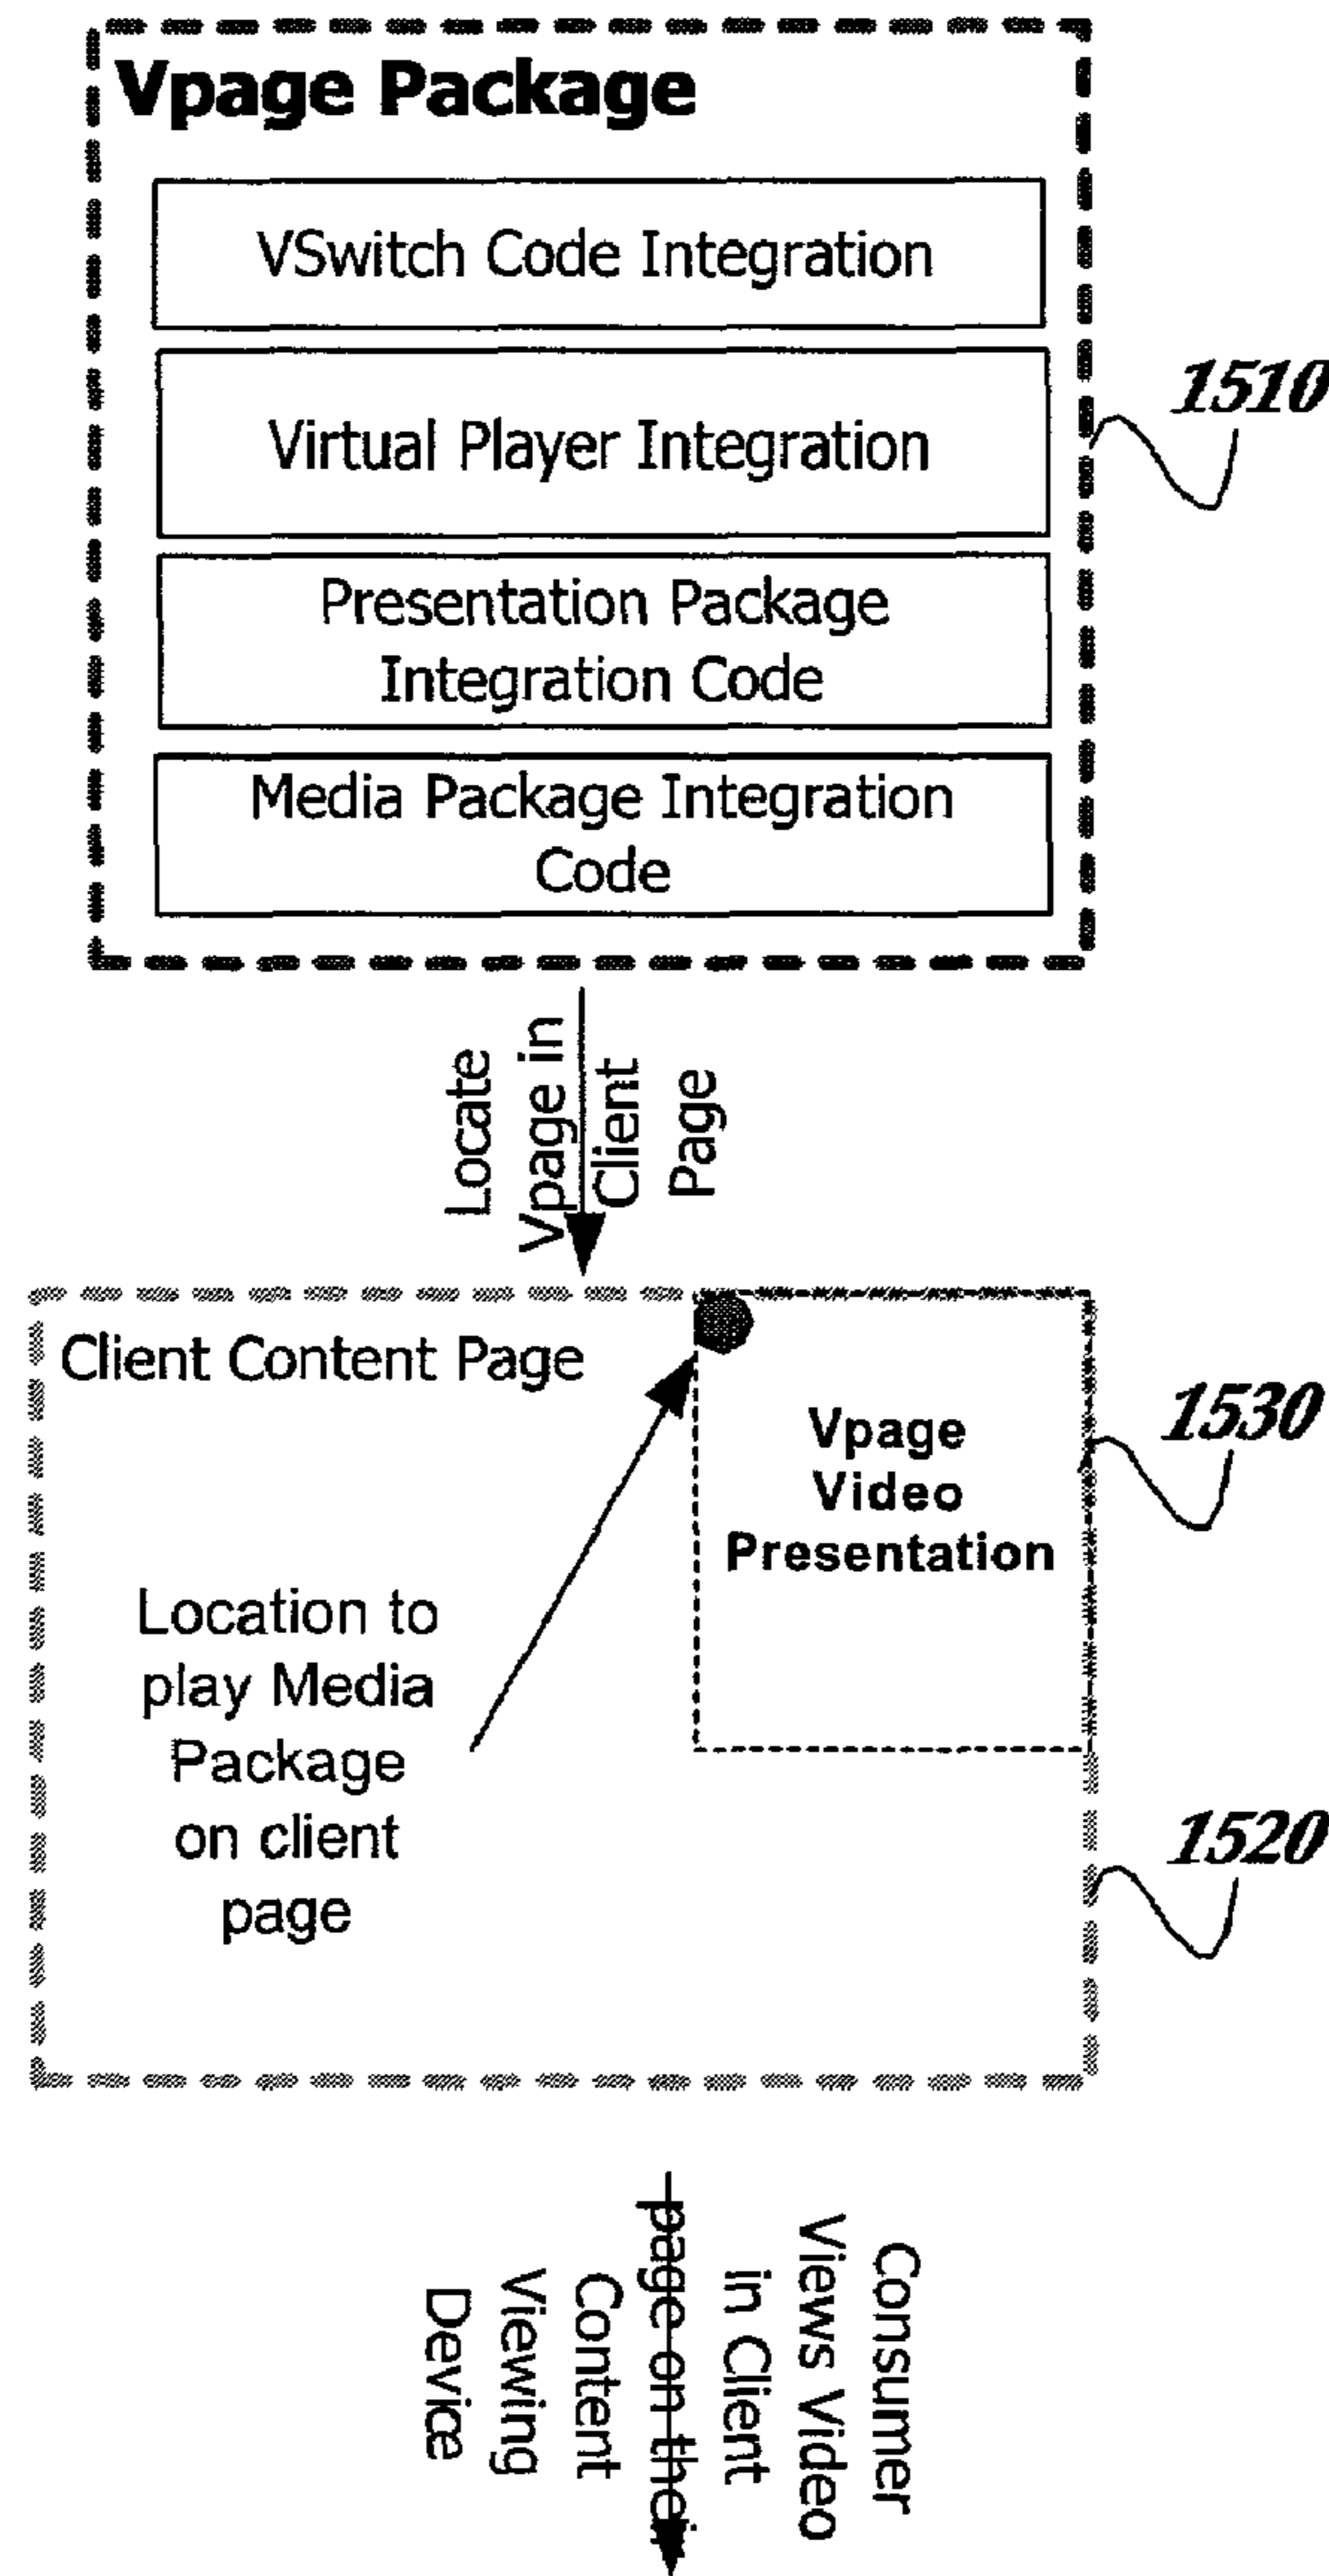 Vpage Package
VSwitch Code Integration
Virtual Player Integration
1510
Presentation Package
Integration Code
Media Package Integration
Code
Locate
Vpage in
Client
Page
Client Content Page
Vpage
Video
Presentation
1530
Location to
play Media
Package
on client
page
1520
Consumer
Views Video
in Client
page on the
Content
Viewing
Device